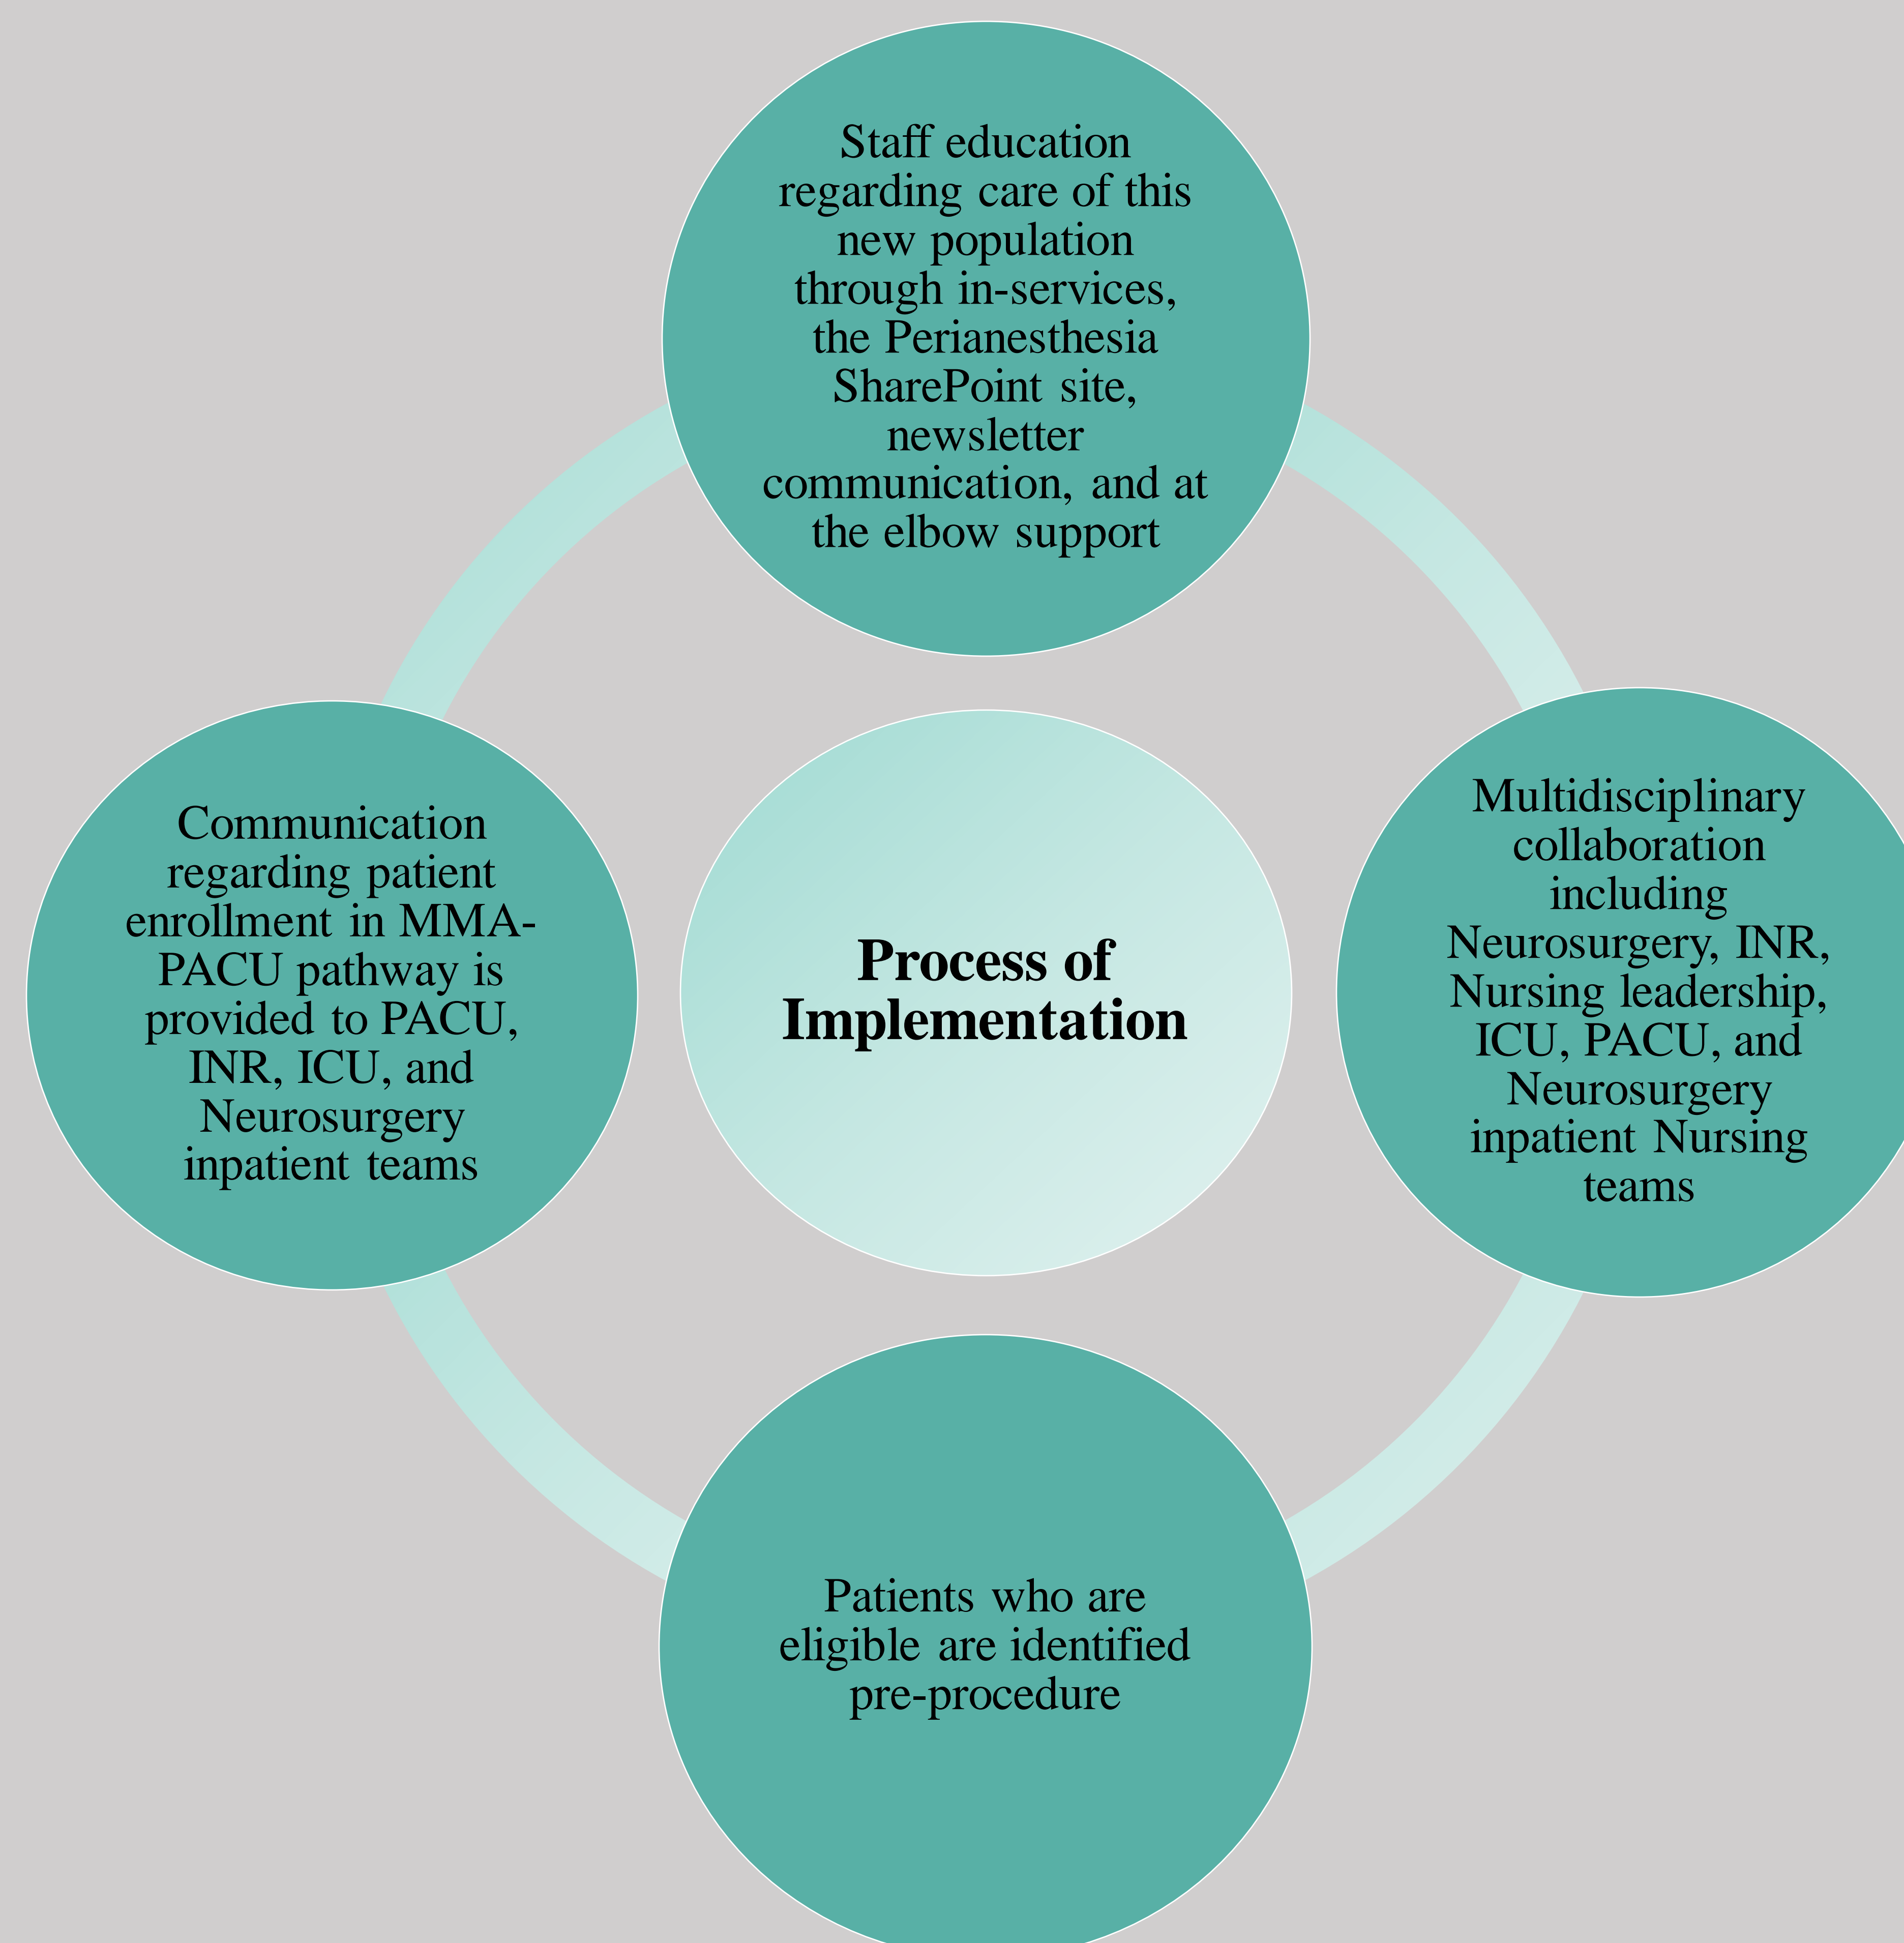 Staff education
regarding care of this
new population
through in-services,
the Perianesthesia
SharePoint site,
newsletter
communication, and at
the elbow support
Communication
regarding patient
enrollment in MMA-
PACU pathway is
provided to PACU,
INR, ICU, and
Neurosurgery
inpatient teams
Process of
Implementation
Multidisciplinary
collaboration
including
Neurosurgery, INR,
Nursing leadership,
ICU, PACU, and
Neurosurgery
inpatient Nursing
teams
Patients who are
eligible are identified
pre-procedure